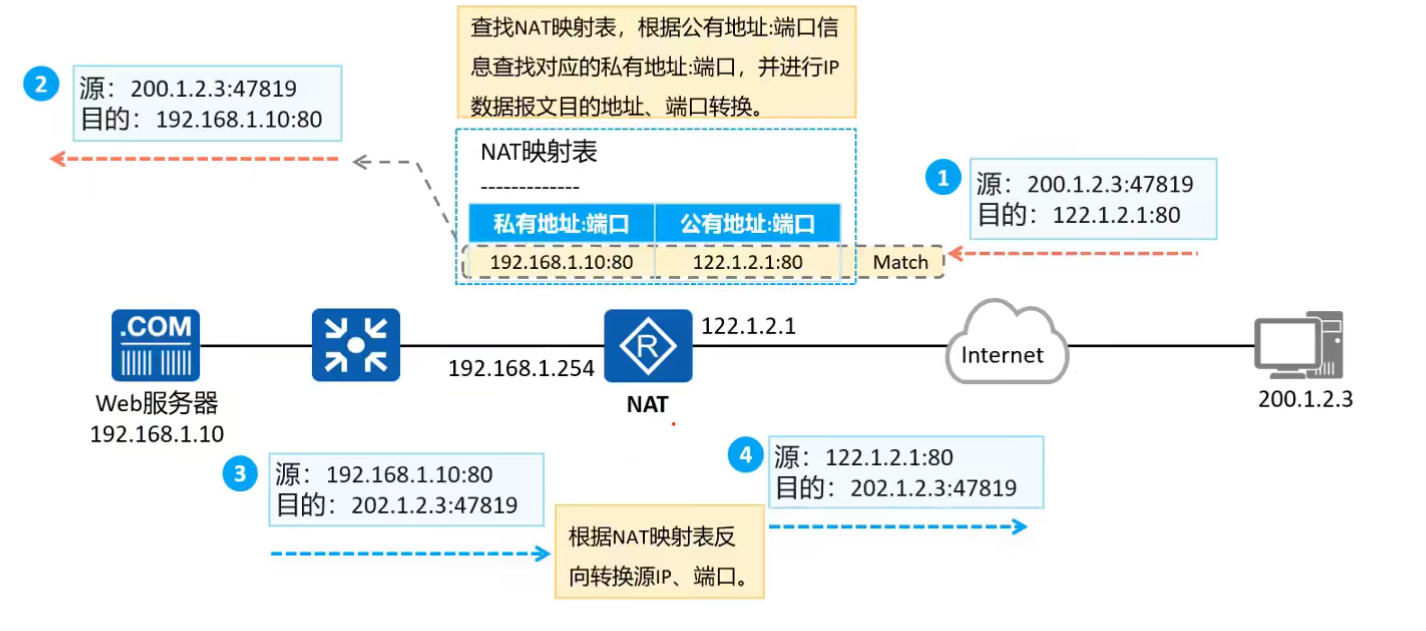 查找NAT映射表，根据公有地址:端口信
息查找对应的私有地址:端口，并进行IP
数据报文目的地址、端口转换。
2
源：200.1.2.3:47819
目的：192.168.1.10:80
NAT映射表
-------------
私有地址:端口 公有地址:端口
192.168.1.10:80 122.1.2.1:80 Match
1
源：200.1.2.3:47819
目的：122.1.2.1:80
.COM
Web服务器
192.168.1.10
192.168.1.254
R
NAT
122.1.2.1
Internet
200.1.2.3
3
源：192.168.1.10:80
目的：202.1.2.3:47819
根据NAT映射表反
向转换源IP、端口。
4
源：122.1.2.1:80
目的：202.1.2.3:47819